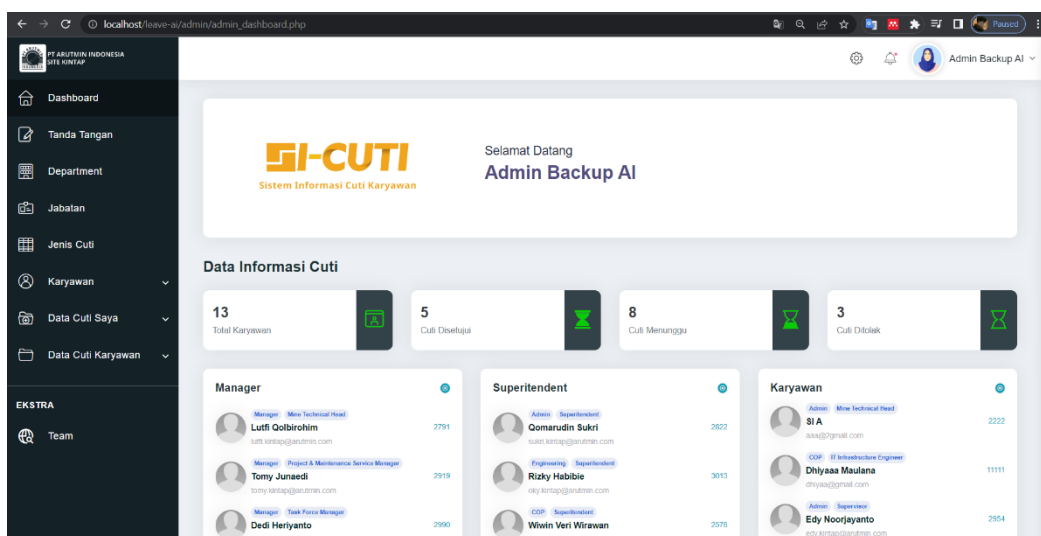 localhost/leave-ai/admin/admin_dashboard.php
Paused
PT ARUTMIN INDONESIA
SITE KINTAP
Admin Backup AI
Dashboard
Tanda Tangan
Department
Jabatan
Jenis Cuti
Karyawan
Data Cuti Saya
Data Cuti Karyawan
EKSTRA
Team
SI-CUTI
Sistem Informasi Cuti Karyawan
Selamat Datang
Admin Backup AI
Data Informasi Cuti
13
Total Karyawan
5
Cuti Disetujui
8
Cuti Menunggu
3
Cuti Ditolak
Manager
Manager Mine Technical Head
Lutfi Qolbirohim 2791
lutfi.kintap@arutmin.com
Manager Project & Maintenance Service Manager
Tomy Junaedi 2919
tomy.kintap@arutmin.com
Manager Task Force Manager
Dedi Heriyanto 2990
Superitendent
Admin Superitendent
Qomarudin Sukri 2622
sukri.kintap@arutmin.com
Engineering Superitendent
Rizky Habibie 3013
oky.kintap@arutmin.com
COP Superitendent
Wiwin Veri Wirawan 2578
Karyawan
Admin Mine Technical Head
SI A 2222
aaa@2gmail.com
COP IT Infrastructure Engineer
Dhiyaaa Maulana 11111
dhiyaa@gmail.com
Admin Supervisor
Edy Noorjayanto 2954
edy.kintap@arutmin.com